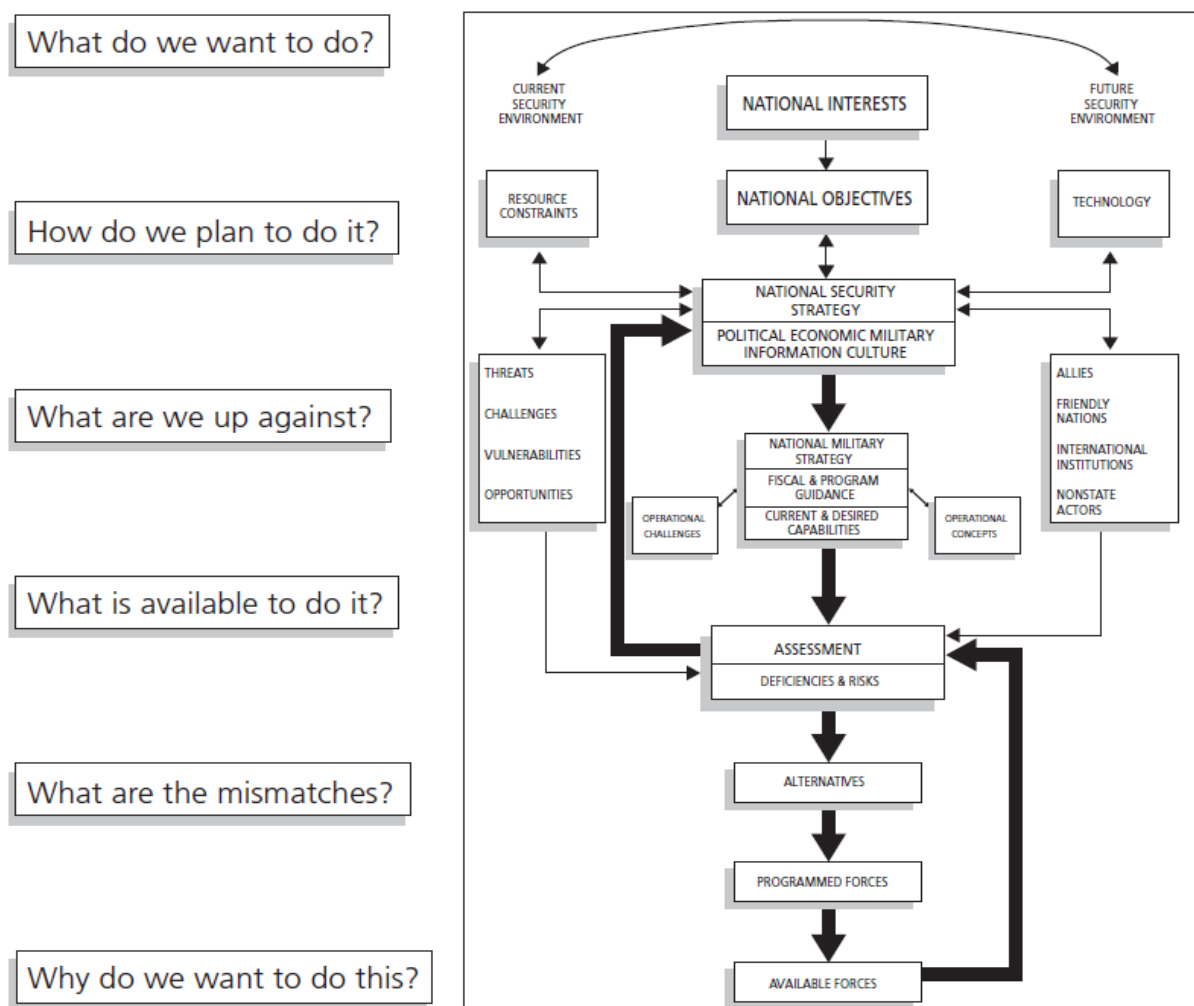 What do we want to do?
How do we plan to do it?
What are we up against?
What is available to do it?
What are the mismatches?
Why do we want to do this?
CURRENT
SECURITY
ENVIRONMENT
NATIONAL INTERESTS
FUTURE
SECURITY
ENVIRONMENT
RESOURCE
CONSTRAINTS
NATIONAL OBJECTIVES
TECHNOLOGY
NATIONAL SECURITY
STRATEGY
POLITICAL ECONOMIC MILITARY
INFORMATION CULTURE
THREATS
CHALLENGES
VULNERABILITIES
OPPORTUNITIES
ALLIES
FRIENDLY
NATIONS
INTERNATIONAL
INSTITUTIONS
NONSTATE
ACTORS
NATIONAL MILITARY
STRATEGY
FISCAL & PROGRAM
GUIDANCE
CURRENT & DESIRED
CAPABILITIES
OPERATIONAL
CHALLENGES
OPERATIONAL
CONCEPTS
ASSESSMENT
DEFICIENCIES & RISKS
ALTERNATIVES
PROGRAMMED FORCES
AVAILABLE FORCES